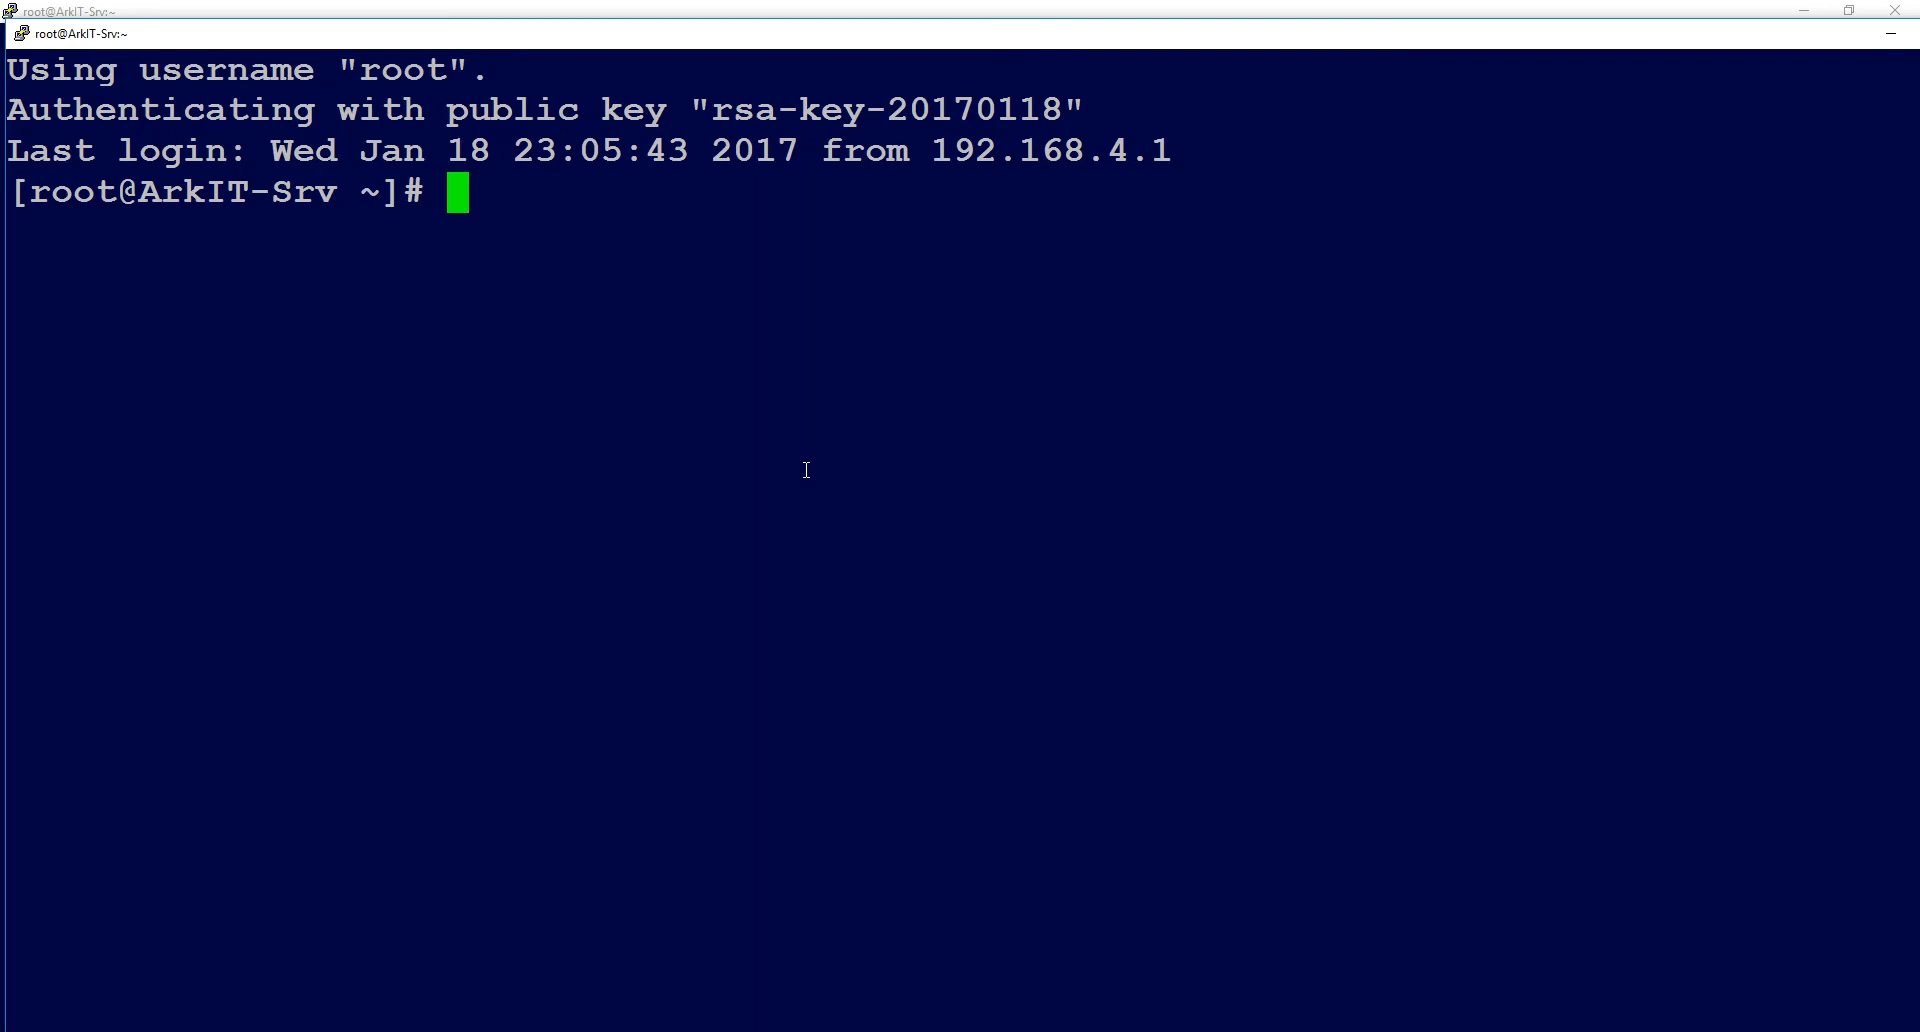 root@ArkIT-Srv:~
root@ArkIT-Srv:~
Using username "root".
Authenticating with public key "rsa-key-20170118"
Last login: Wed Jan 18 23:05:43 2017 from 192.168.4.1
[root@ArkIT-Srv ~]#